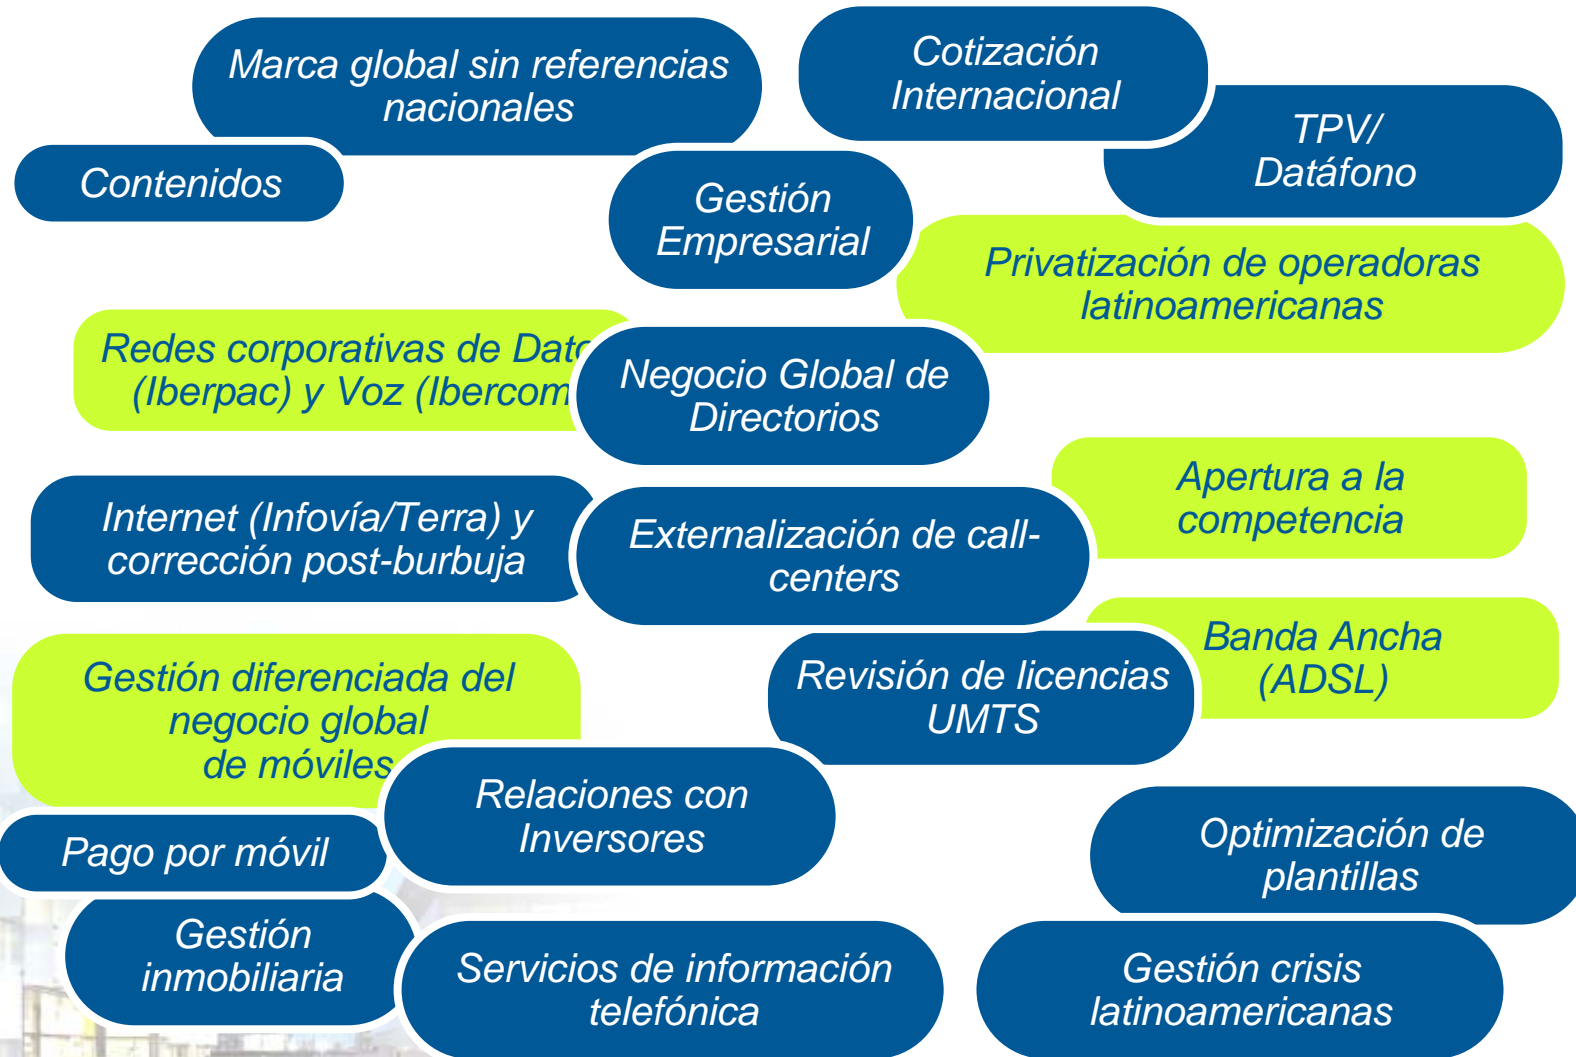 Marca global sin referencias
nacionales
Cotización
Internacional
TPV/
Datáfono
Contenidos
Gestión
Empresarial
Privatización de operadoras
latinoamericanas
Redes corporativas de Dato
(Iberpac) y Voz (Ibercom
Negocio Global de
Directorios
Apertura a la
competencia
Internet (Infovía/Terra) y
corrección post-burbuja
Externalización de call-
centers
Banda Ancha
(ADSL)
Gestión diferenciada del
negocio global
de móviles
Revisión de licencias
UMTS
Relaciones con
Inversores
Pago por móvil
Optimización de
plantillas
Gestión
inmobiliaria
Servicios de información
telefónica
Gestión crisis
latinoamericanas